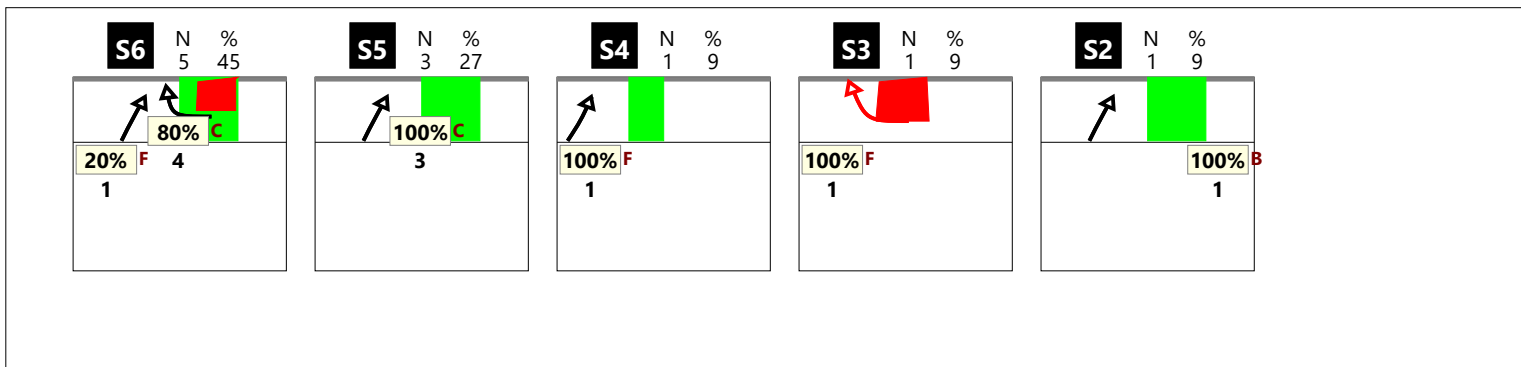 S6 N %
5 45
80% C
20% F 4
1
S5 N %
3 27
100% C
3
S4 N %
1 9
100% F
1
S3 N %
1 9
100% F
1
S2 N %
1 9
100% B
1